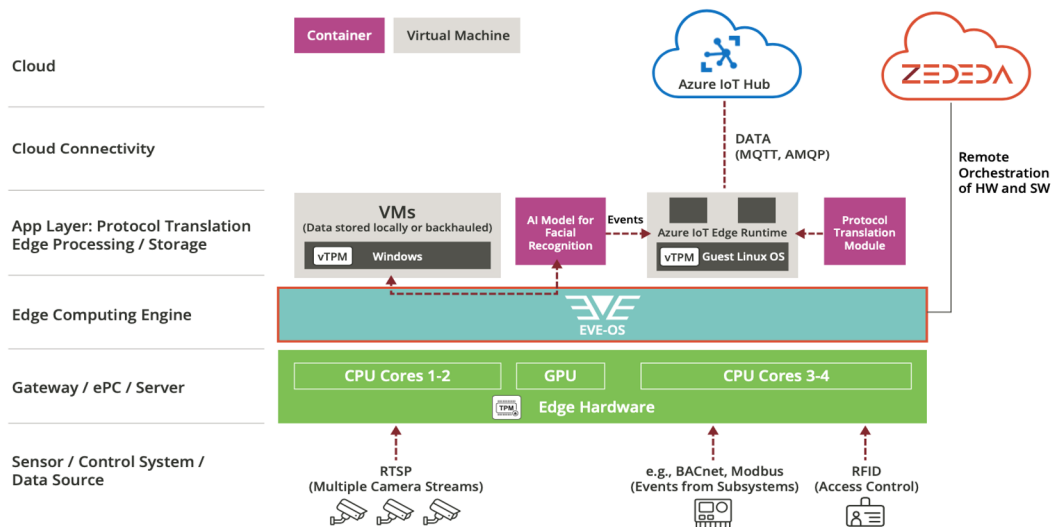 Container
Virtual Machine
Cloud
Azure IoT Hub
ZEDEDA
Cloud Connectivity
DATA
(MQTT, AMQP)
Remote
Orchestration
of HW and SW
App Layer: Protocol Translation
Edge Processing / Storage
VMs
(Data stored locally or backhauled)
vTPM
Windows
AI Model for
Facial
Recognition
Events
Azure IoT Edge Runtime
vTPM
Guest Linux OS
Protocol
Translation
Module
Edge Computing Engine
EVE-OS
Gateway / ePC / Server
CPU Cores 1-2
GPU
CPU Cores 3-4
TPM
Edge Hardware
Sensor / Control System /
Data Source
RTSP
(Multiple Camera Streams)
e.g., BACnet, Modbus
(Events from Subsystems)
RFID
(Access Control)